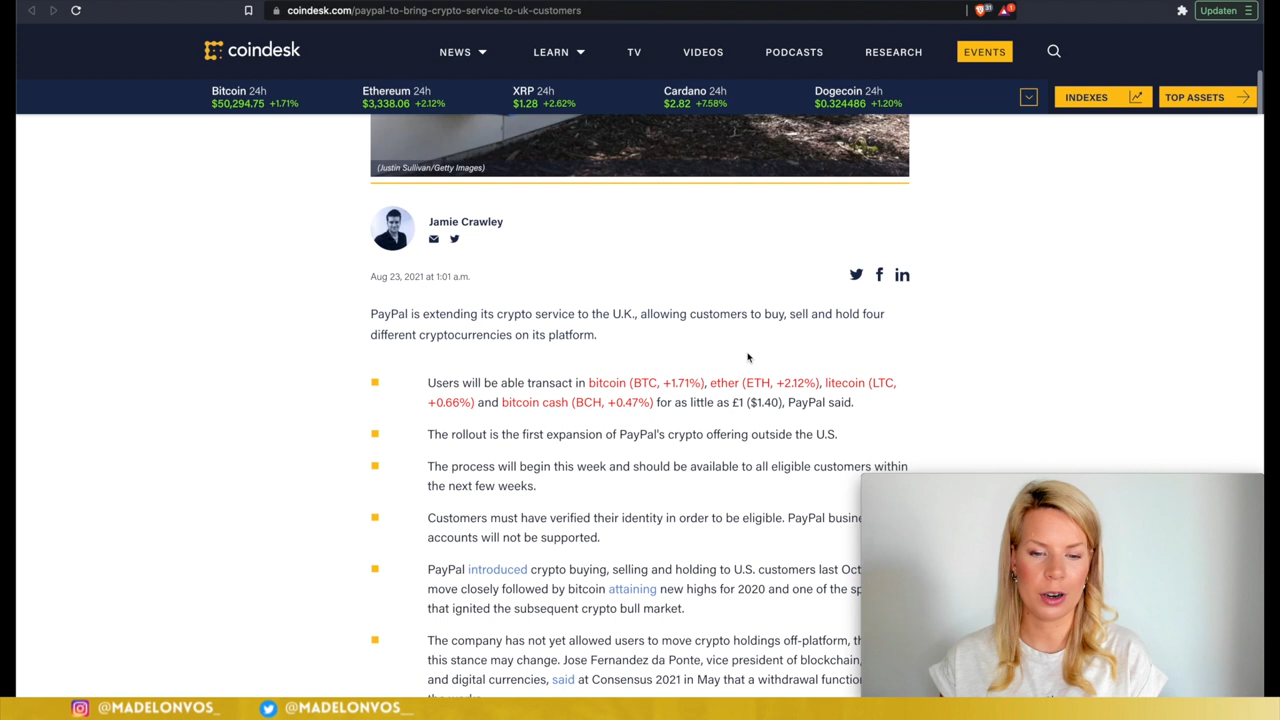 coindesk.com/paypal-to-bring-crypto-service-to-uk-customers
31
1
Updaten
coindesk
NEWS
LEARN
TV
VIDEOS
PODCASTS
RESEARCH
EVENTS
Bitcoin 24h
$50,294.75 +1.71%
Ethereum 24h
$3,338.06 +2.12%
XRP 24h
$1.28 +2.62%
Cardano 24h
$2.82 +7.58%
Dogecoin 24h
$0.324486 +1.20%
INDEXES
TOP ASSETS
(Justin Sullivan/Getty Images)
Jamie Crawley
Aug 23, 2021 at 1:01 a.m.
PayPal is extending its crypto service to the U.K., allowing customers to buy, sell and hold four
different cryptocurrencies on its platform.
Users will be able transact in bitcoin (BTC, +1.71%), ether (ETH, +2.12%), litecoin (LTC,
+0.66%) and bitcoin cash (BCH, +0.47%) for as little as £1 ($1.40), PayPal said.
The rollout is the first expansion of PayPal's crypto offering outside the U.S.
The process will begin this week and should be available to all eligible customers within
the next few weeks.
Customers must have verified their identity in order to be eligible. PayPal busine
accounts will not be supported.
PayPal introduced crypto buying, selling and holding to U.S. customers last Oct
move closely followed by bitcoin attaining new highs for 2020 and one of the sp
that ignited the subsequent crypto bull market.
The company has not yet allowed users to move crypto holdings off-platform, th
this stance may change. Jose Fernandez da Ponte, vice president of blockchain,
and digital currencies, said at Consensus 2021 in May that a withdrawal function
@MADELONVOS_
@MADELONVOS__